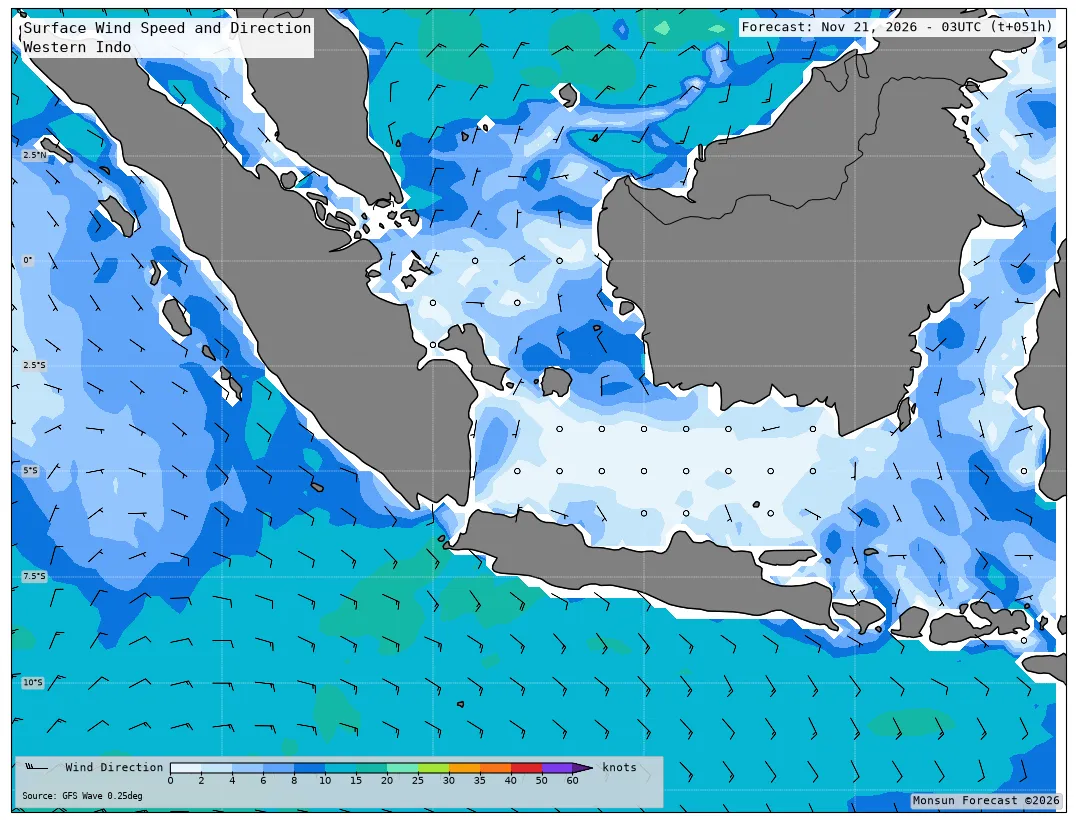 Surface Wind Speed and Direction
Western Indo
Forecast: Nov 21, 2026 - 03UTC (t+051h)
2.5°N
0°
2.5°S
5°S
7.5°S
10°S
Wind Direction
0 2 4 6 8 10 15 20 25 30 35 40 50 60
knots
Source: GFS Wave 0.25deg
Monsun Forecast ©2026